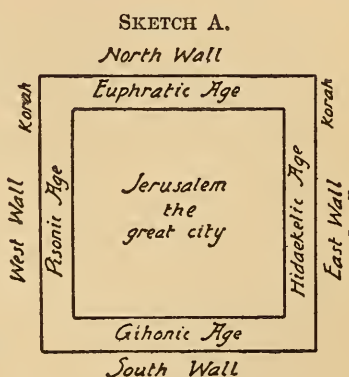 SKETCH A.
North Wall
Euphratic Age
Korah
Korah
West Wall
Pisonic Age
Jerusalem
the
great city
Hiddekelic Age
East Wall
Gihonic Age
South Wall